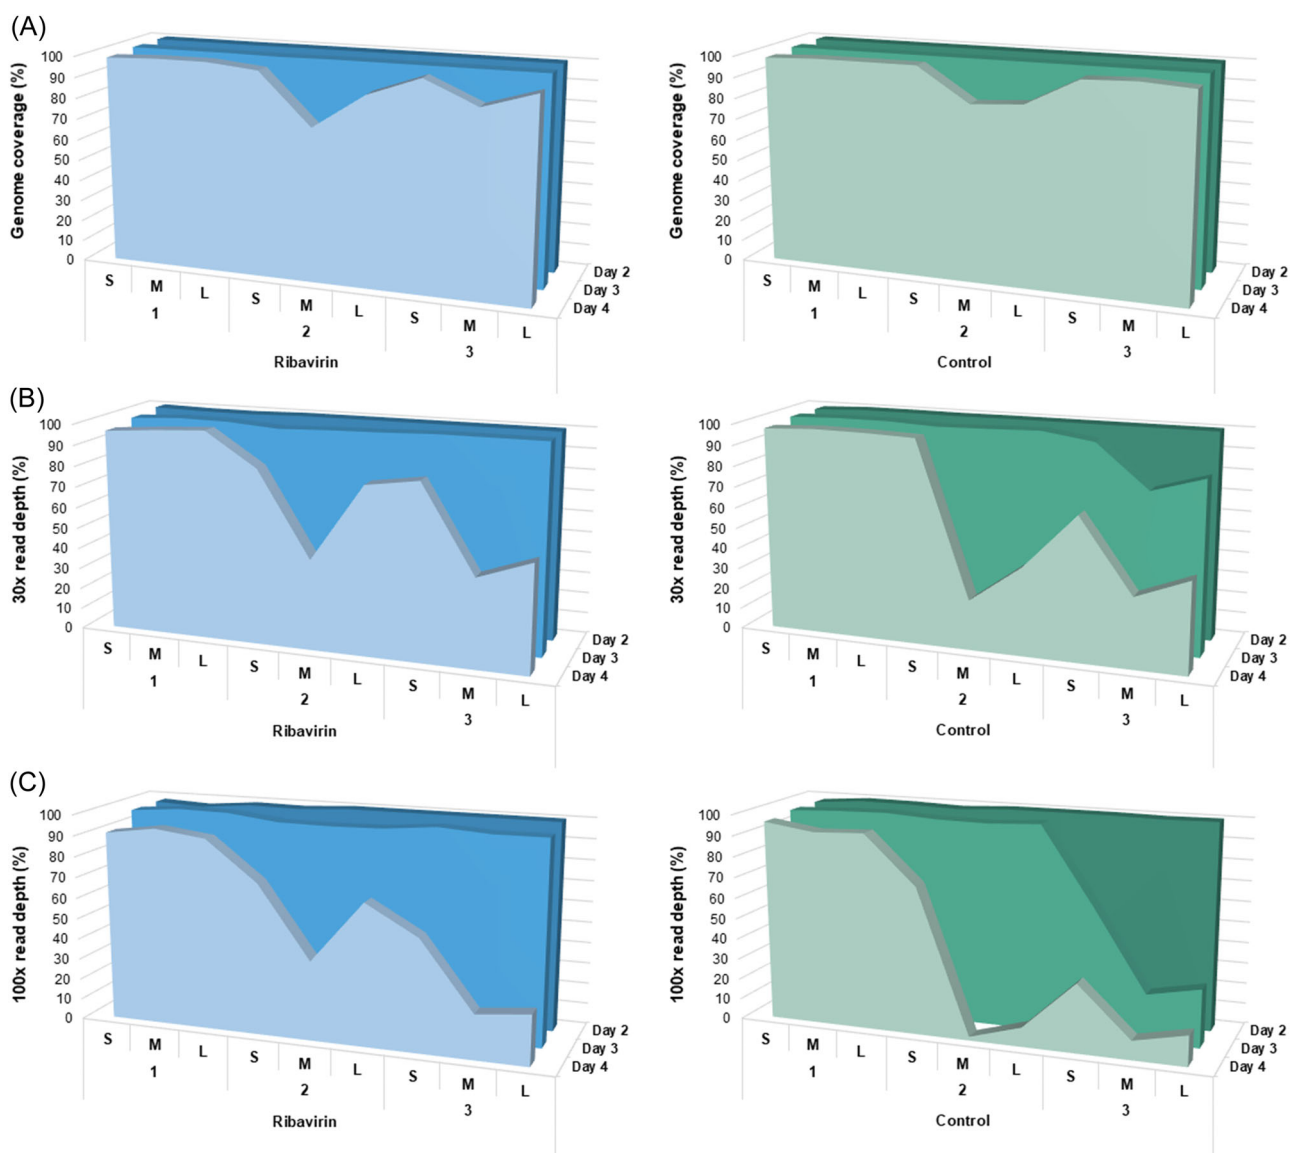 (A)
Genome coverage (%)
100
90
80
70
60
50
40
30
20
10
0
S M L S M L S M L
1 2 3
Ribavirin
Day 2
Day 3
Day 4
Genome coverage (%)
100
90
80
70
60
50
40
30
20
10
0
S M L S M L S M L
1 2 3
Control
Day 2
Day 3
Day 4
(B)
30x read depth (%)
100
90
80
70
60
50
40
30
20
10
0
S M L S M L S M L
1 2 3
Ribavirin
Day 2
Day 3
Day 4
30x read depth (%)
100
90
80
70
60
50
40
30
20
10
0
S M L S M L S M L
1 2 3
Control
Day 2
Day 3
Day 4
(C)
100x read depth (%)
100
90
80
70
60
50
40
30
20
10
0
S M L S M L S M L
1 2 3
Ribavirin
Day 2
Day 3
Day 4
100x read depth (%)
100
90
80
70
60
50
40
30
20
10
0
S M L S M L S M L
1 2 3
Control
Day 2
Day 3
Day 4